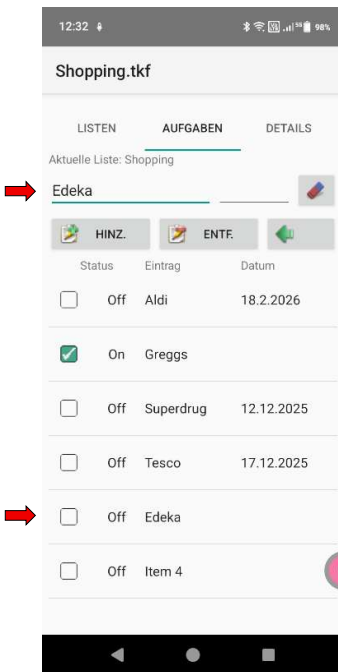 12:32 98%
Shopping.tkf
LISTEN AUFGABEN DETAILS
Aktuelle Liste: Shopping
Edeka
HINZ. ENTF.
Status Eintrag Datum
Off Aldi 18.2.2026
On Greggs
Off Superdrug 12.12.2025
Off Tesco 17.12.2025
Off Edeka
Off Item 4